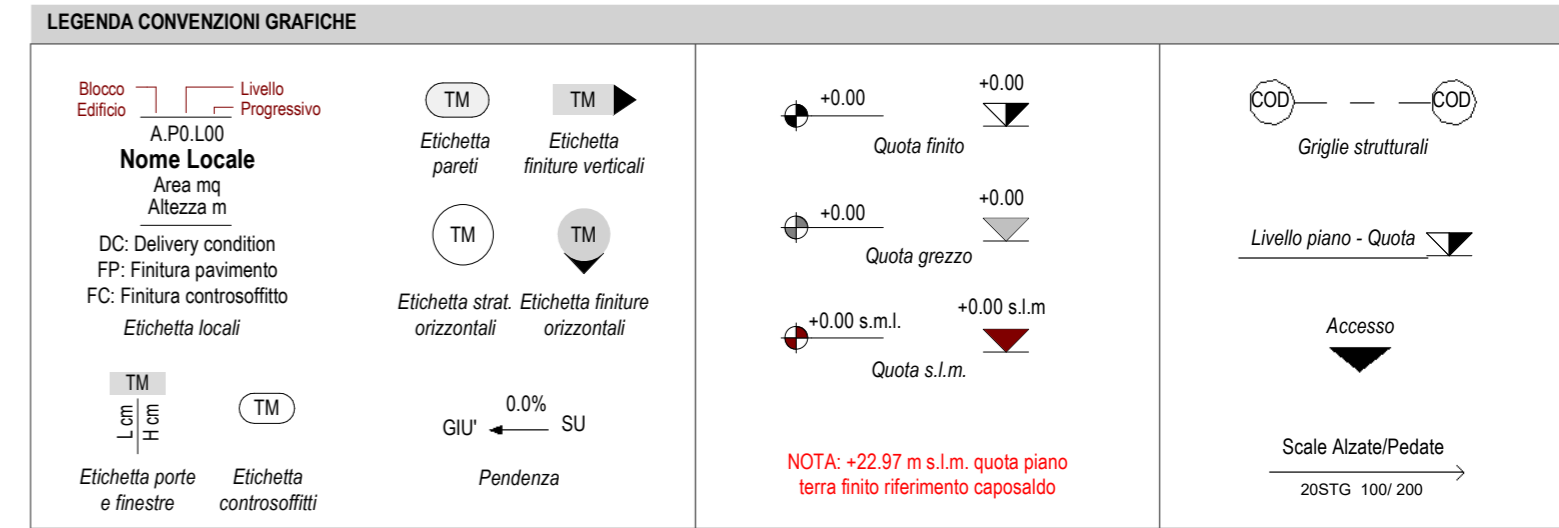 LEGENDA CONVENZIONI GRAFICHE
Blocco
Edificio
Livello
Progressivo
A.P0.L00
Nome Locale
Area mq
Altezza m
DC: Delivery condition
FP: Finitura pavimento
FC: Finitura controsoffitto
Etichetta locali
TM
L cm
H cm
Etichetta porte
e finestre
TM
Etichetta
controsoffitti
TM
Etichetta
pareti
TM
Etichetta
finiture verticali
TM
Etichetta strat.
orizzontali
TM
Etichetta finiture
orizzontali
0.0%
GIU' SU
Pendenza
+0.00
+0.00
Quota finito
+0.00
+0.00
Quota grezzo
+0.00 s.m.l.
+0.00 s.l.m
Quota s.l.m.
NOTA: +22.97 m s.l.m. quota piano
terra finito riferimento caposaldo
COD COD
Griglie strutturali
Livello piano - Quota
Accesso
Scale Alzate/Pedate
20STG 100/ 200